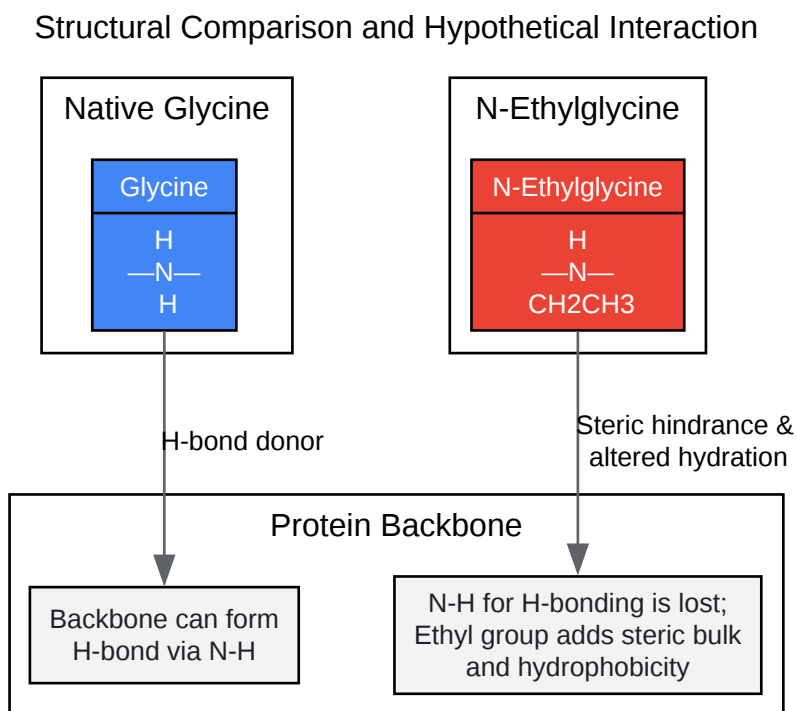 Structural Comparison and Hypothetical Interaction
Native Glycine
Glycine
H
—N—
H
N-Ethylglycine
N-Ethylglycine
H
—N—
CH2CH3
H-bond donor
Steric hindrance &
altered hydration
Protein Backbone
Backbone can form
H-bond via N-H
N-H for H-bonding is lost;
Ethyl group adds steric bulk
and hydrophobicity